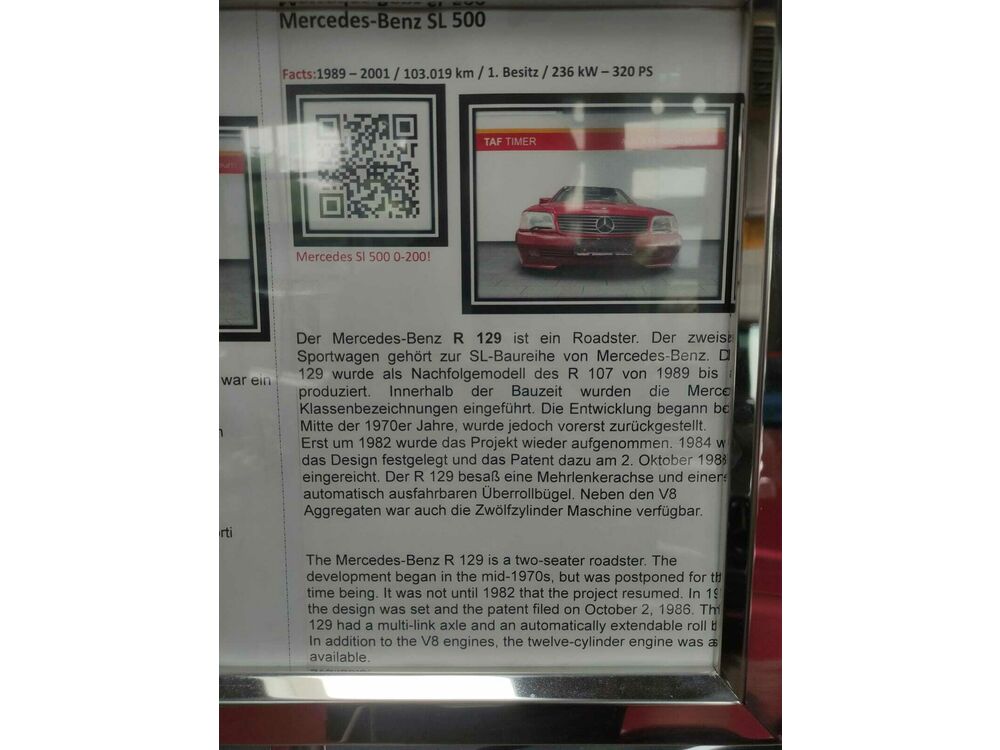 Mercedes-Benz SL 500
Facts:1989 – 2001 / 103.019 km / 1. Besitz / 236 kW – 320 PS
TAF TIMER
Mercedes Sl 500 0-200!
Der Mercedes-Benz R 129 ist ein Roadster. Der zweis
Sportwagen gehört zur SL-Baureihe von Mercedes-Benz. D
129 wurde als Nachfolgemodell des R 107 von 1989 bis
produziert. Innerhalb der Bauzeit wurden die Merce
Klassenbezeichnungen eingeführt. Die Entwicklung begann be
Mitte der 1970er Jahre, wurde jedoch vorerst zurückgestellt.
Erst um 1982 wurde das Projekt wieder aufgenommen. 1984 w
das Design festgelegt und das Patent dazu am 2. Oktober 198
eingereicht. Der R 129 besaß eine Mehrlenkerachse und einen
automatisch ausfahrbaren Überrollbügel. Neben den V8
Aggregaten war auch die Zwölfzylinder Maschine verfügbar.
The Mercedes-Benz R 129 is a two-seater roadster. The
development began in the mid-1970s, but was postponed for th
time being. It was not until 1982 that the project resumed. In 19
the design was set and the patent filed on October 2, 1986. Th
129 had a multi-link axle and an automatically extendable roll b
In addition to the V8 engines, the twelve-cylinder engine was a
available.
war ein
rti